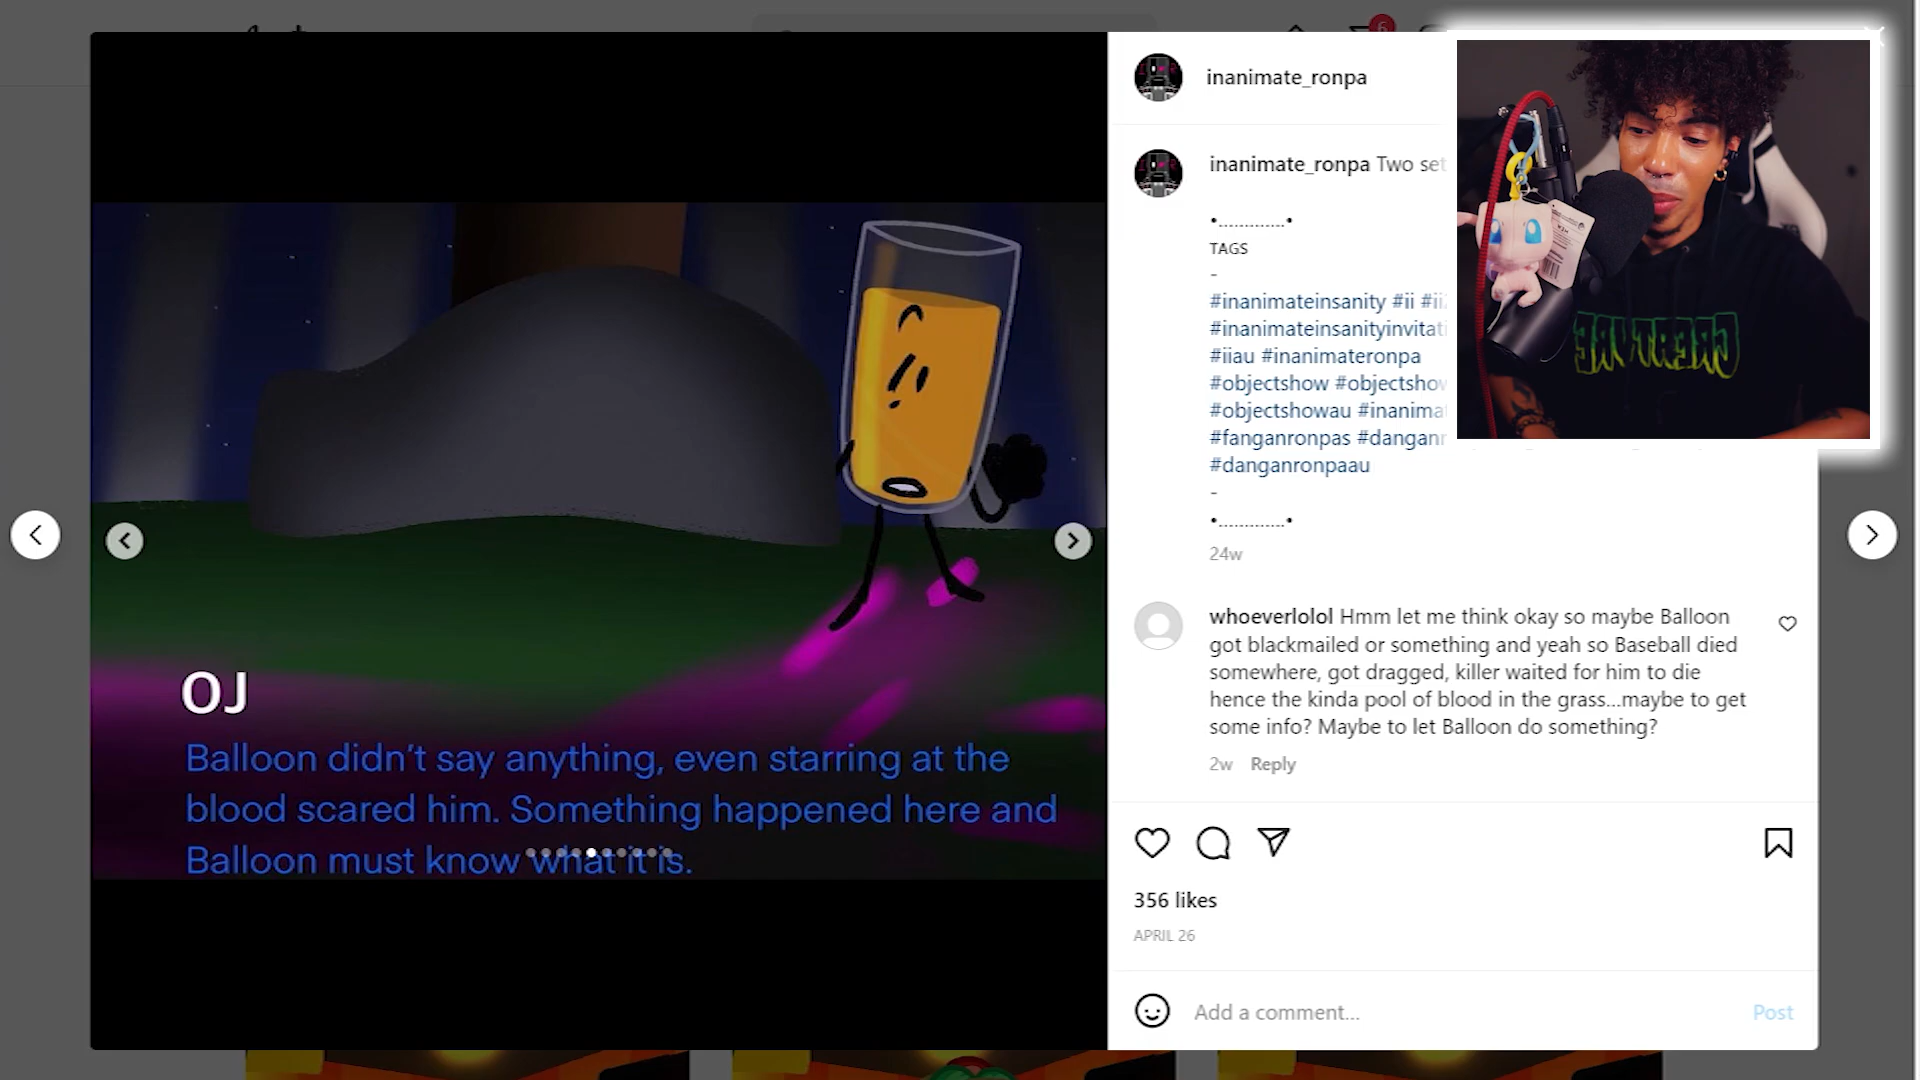 6
OJ
Balloon didn’t say anything, even starring at the
blood scared him. Something happened here and
Balloon must know what it is.
inanimate_ronpa
inanimate_ronpa Two set
•.............•
TAGS
-
#inanimateinsanity #ii #ii
#inanimateinsanityinvitati
#iiau #inanimateronpa
#objectshow #objectshow
#objectshowau #inanimat
#fanganronpas #danganr
#danganronpaau
-
•.............•
24w
whoeverlolol Hmm let me think okay so maybe Balloon
got blackmailed or something and yeah so Baseball died
somewhere, got dragged, killer waited for him to die
hence the kinda pool of blood in the grass...maybe to get
some info? Maybe to let Balloon do something?
2w Reply
356 likes
APRIL 26
Add a comment...
Post